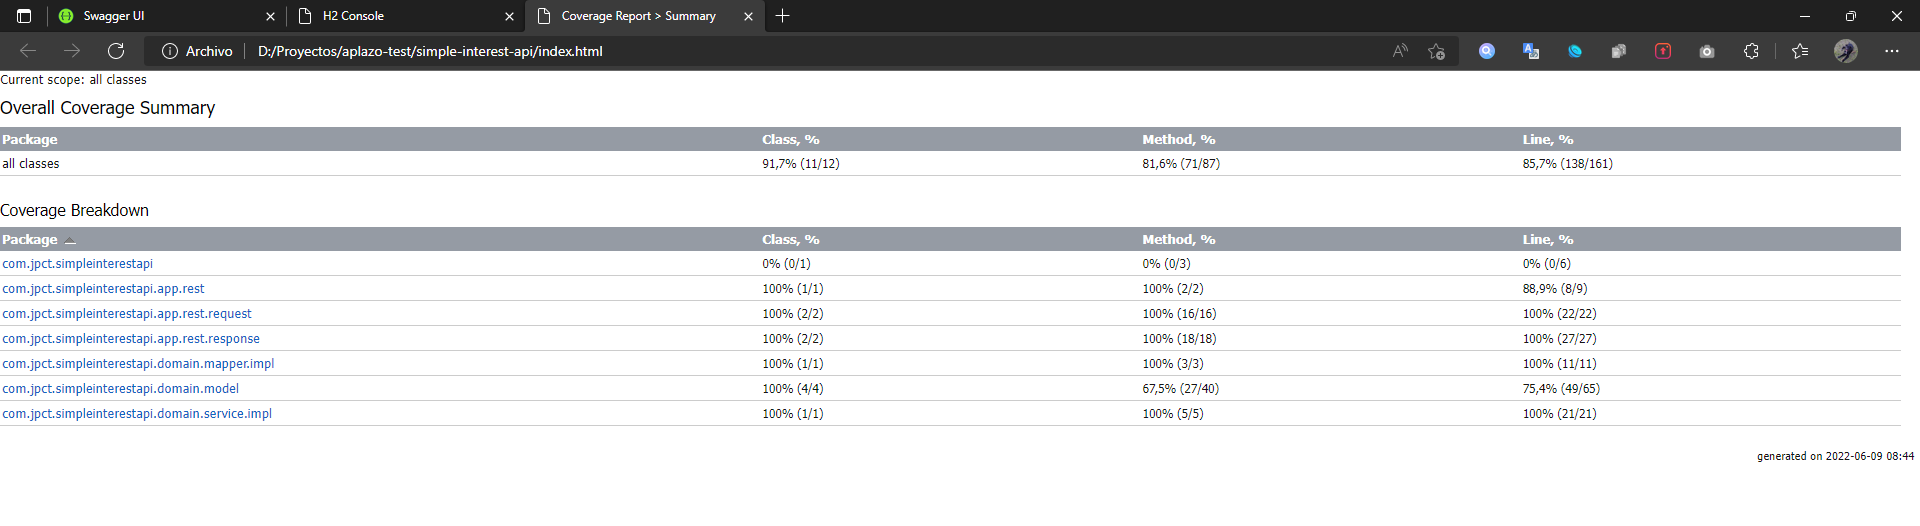 Swagger UI
H2 Console
Coverage Report > Summary
Archivo D:/Proyectos/aplazo-test/simple-interest-api/index.html
Current scope: all classes
Overall Coverage Summary
Package Class, % Method, % Line, %
all classes 91,7% (11/12) 81,6% (71/87) 85,7% (138/161)
Coverage Breakdown
Package Class, % Method, % Line, %
com.jpct.simpleinterestapi 0% (0/1) 0% (0/3) 0% (0/6)
com.jpct.simpleinterestapi.app.rest 100% (1/1) 100% (2/2) 88,9% (8/9)
com.jpct.simpleinterestapi.app.rest.request 100% (2/2) 100% (16/16) 100% (22/22)
com.jpct.simpleinterestapi.app.rest.response 100% (2/2) 100% (18/18) 100% (27/27)
com.jpct.simpleinterestapi.domain.mapper.impl 100% (1/1) 100% (3/3) 100% (11/11)
com.jpct.simpleinterestapi.domain.model 100% (4/4) 67,5% (27/40) 75,4% (49/65)
com.jpct.simpleinterestapi.domain.service.impl 100% (1/1) 100% (5/5) 100% (21/21)
generated on 2022-06-09 08:44